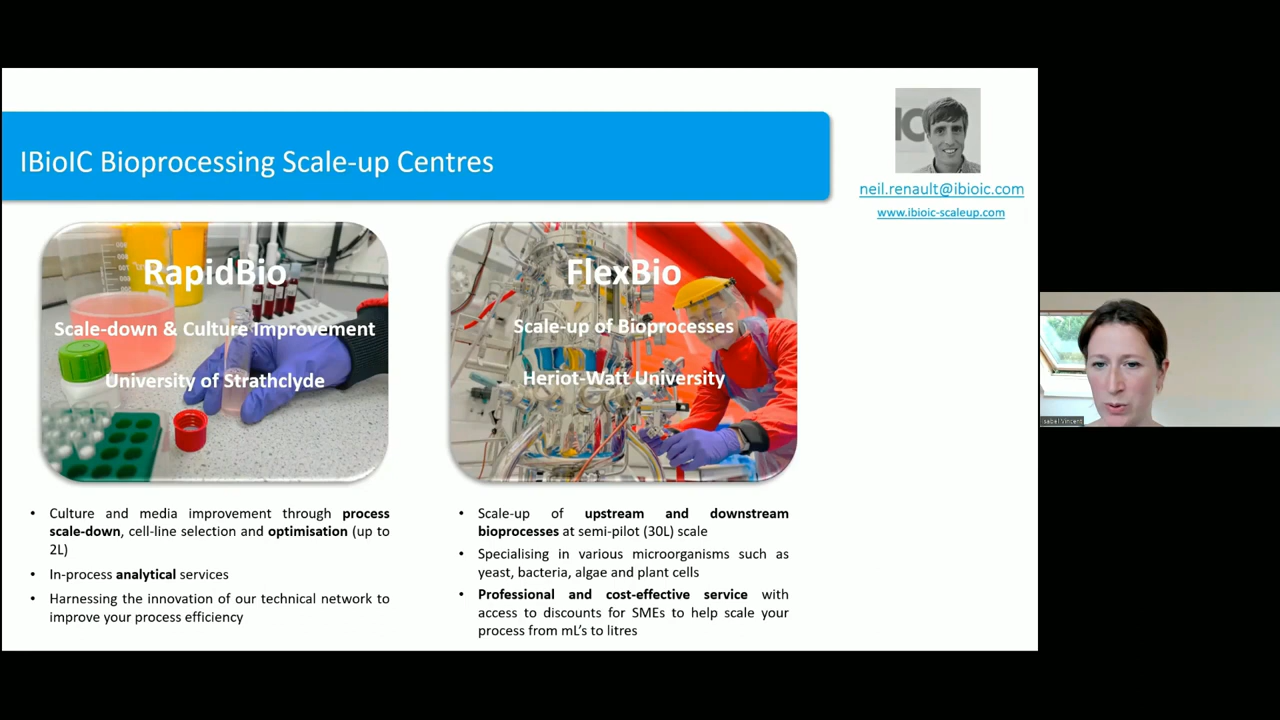 IBioIC Bioprocessing Scale-up Centres
neil.renault@ibioic.com
www.ibioic-scaleup.com
RapidBio
Scale-down & Culture Improvement
University of Strathclyde
• Culture and media improvement through process
scale-down, cell-line selection and optimisation (up to
2L)
• In-process analytical services
• Harnessing the innovation of our technical network to
improve your process efficiency
FlexBio
Scale-up of Bioprocesses
Heriot-Watt University
• Scale-up of upstream and downstream
bioprocesses at semi-pilot (30L) scale
• Specialising in various microorganisms such as
yeast, bacteria, algae and plant cells
• Professional and cost-effective service with
access to discounts for SMEs to help scale your
process from mL's to litres
Isabel Vincent